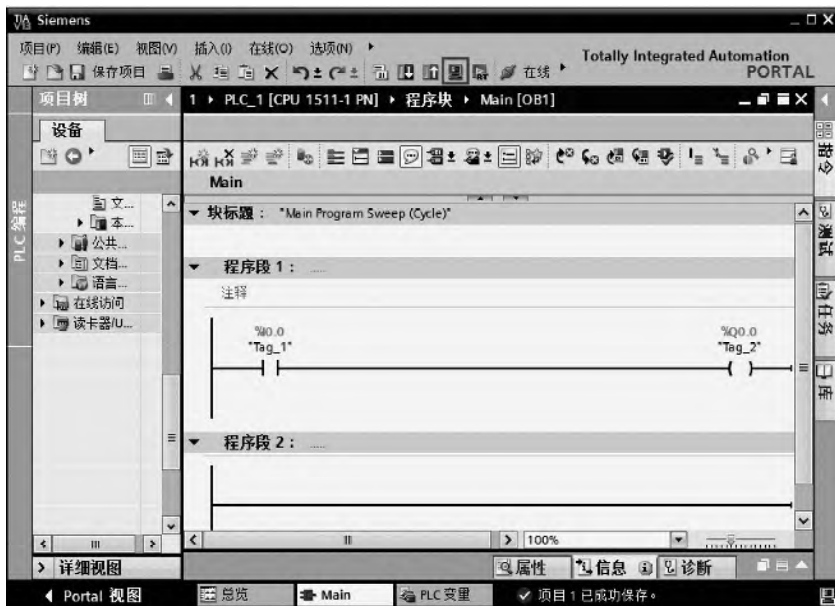 Siemens
项目(P) 编辑(E) 视图(V) 插入(I) 在线(O) 选项(N)
Totally Integrated Automation
PORTAL
保存项目
在线
项目树
1 PLC_1 [CPU 1511-1 PN] 程序块 Main [OB1]
设备
Main
块标题： "Main Program Sweep (Cycle)"
程序段 1：
注释
%I0.0
"Tag_1"
%Q0.0
"Tag_2"
程序段 2：
文...
本...
公共...
文档...
语言...
在线访问
读卡器/U...
PLC 编程
指令
测试
任务
库
100%
详细视图
属性
信息
诊断
Portal 视图
总览
Main
PLC 变量
项目 1 已成功保存。